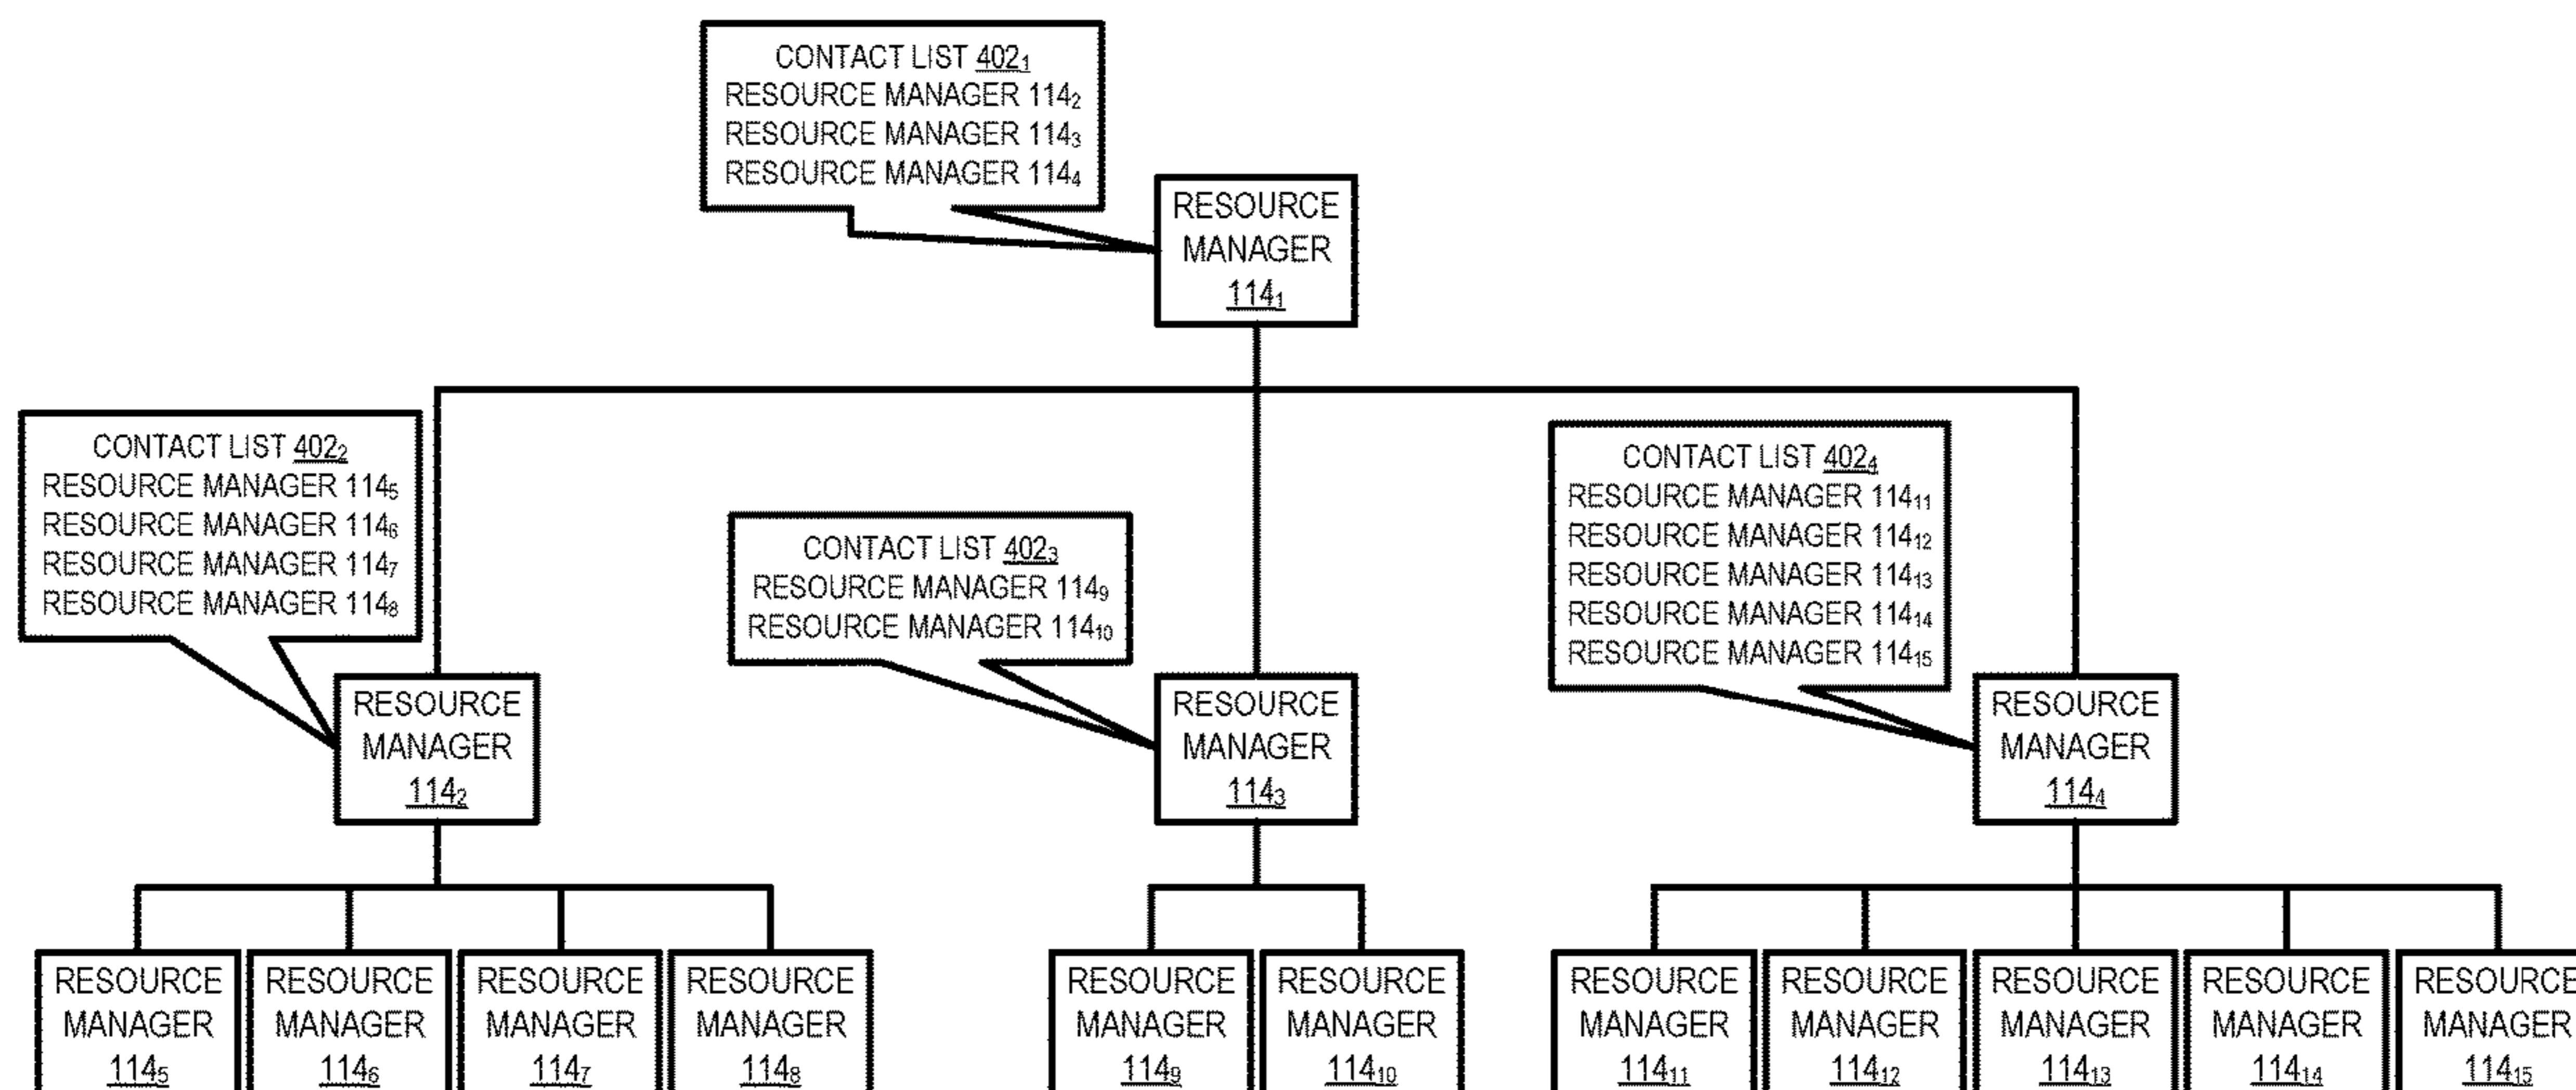 CONTACT LIST 402₁
RESOURCE MANAGER 114₂
RESOURCE MANAGER 114₃
RESOURCE MANAGER 114₄
RESOURCE
MANAGER
114₁
CONTACT LIST 402₂
RESOURCE MANAGER 114₅
RESOURCE MANAGER 114₆
RESOURCE MANAGER 114₇
RESOURCE MANAGER 114₈
CONTACT LIST 402₃
RESOURCE MANAGER 114₉
RESOURCE MANAGER 114₁₀
CONTACT LIST 402₄
RESOURCE MANAGER 114₁₁
RESOURCE MANAGER 114₁₂
RESOURCE MANAGER 114₁₃
RESOURCE MANAGER 114₁₄
RESOURCE MANAGER 114₁₅
RESOURCE
MANAGER
114₂
RESOURCE
MANAGER
114₃
RESOURCE
MANAGER
114₄
RESOURCE
MANAGER
114₅
RESOURCE
MANAGER
114₆
RESOURCE
MANAGER
114₇
RESOURCE
MANAGER
114₈
RESOURCE
MANAGER
114₉
RESOURCE
MANAGER
114₁₀
RESOURCE
MANAGER
114₁₁
RESOURCE
MANAGER
114₁₂
RESOURCE
MANAGER
114₁₃
RESOURCE
MANAGER
114₁₄
RESOURCE
MANAGER
114₁₅